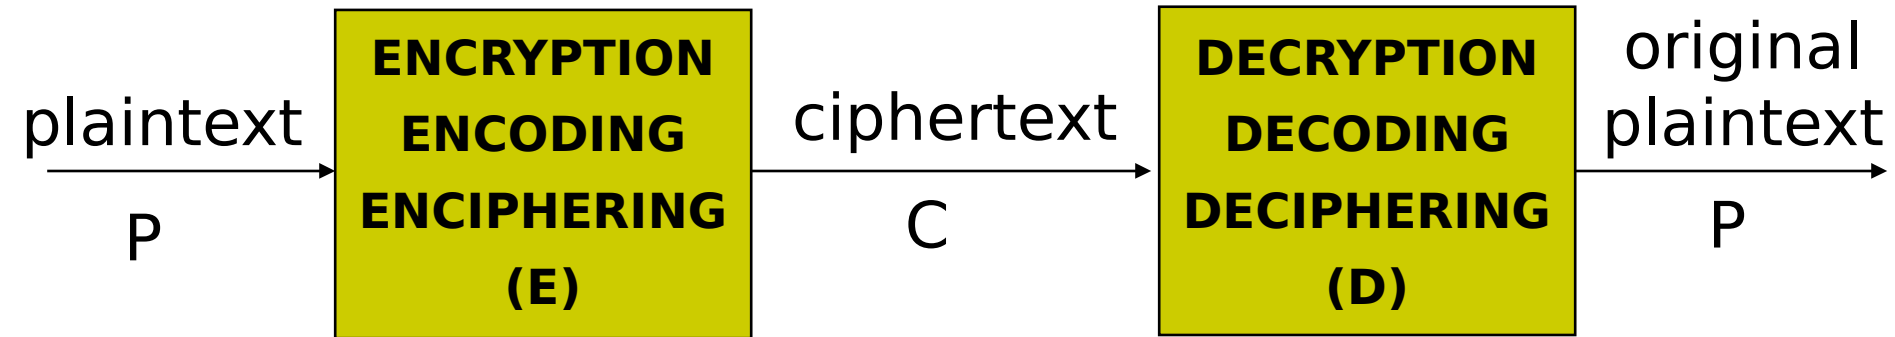 plaintext
P
ENCRYPTION
ENCODING
ENCIPHERING
(E)
ciphertext
C
DECRYPTION
DECODING
DECIPHERING
(D)
original
plaintext
P